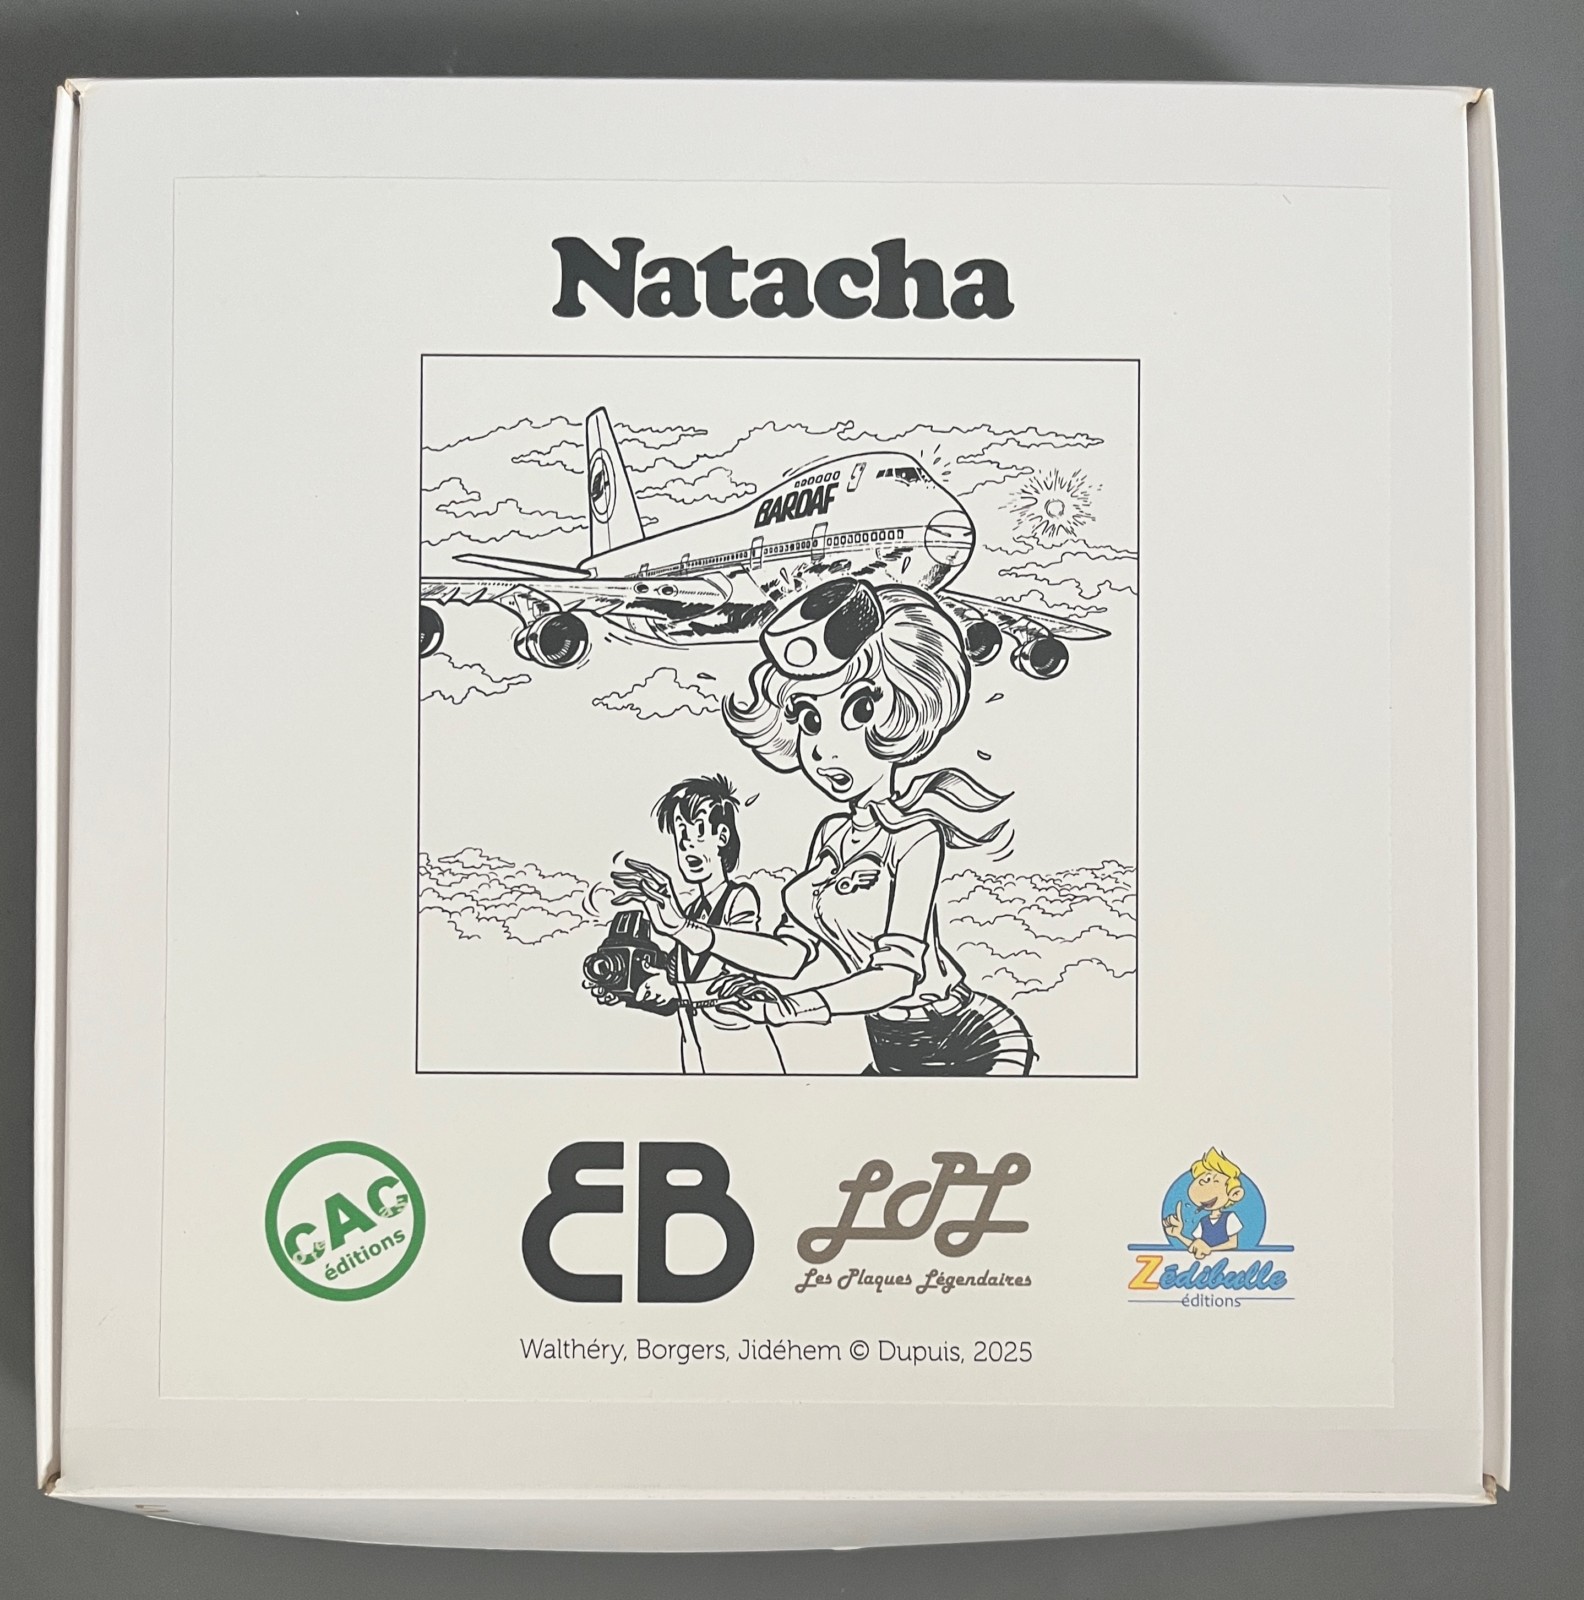 Natacha
BARDAF
CAC
éditions
EB
LPL
Les Plaques Légendaires
Zédibulle
éditions
Walthéry, Borgers, Jidéhem © Dupuis, 2025